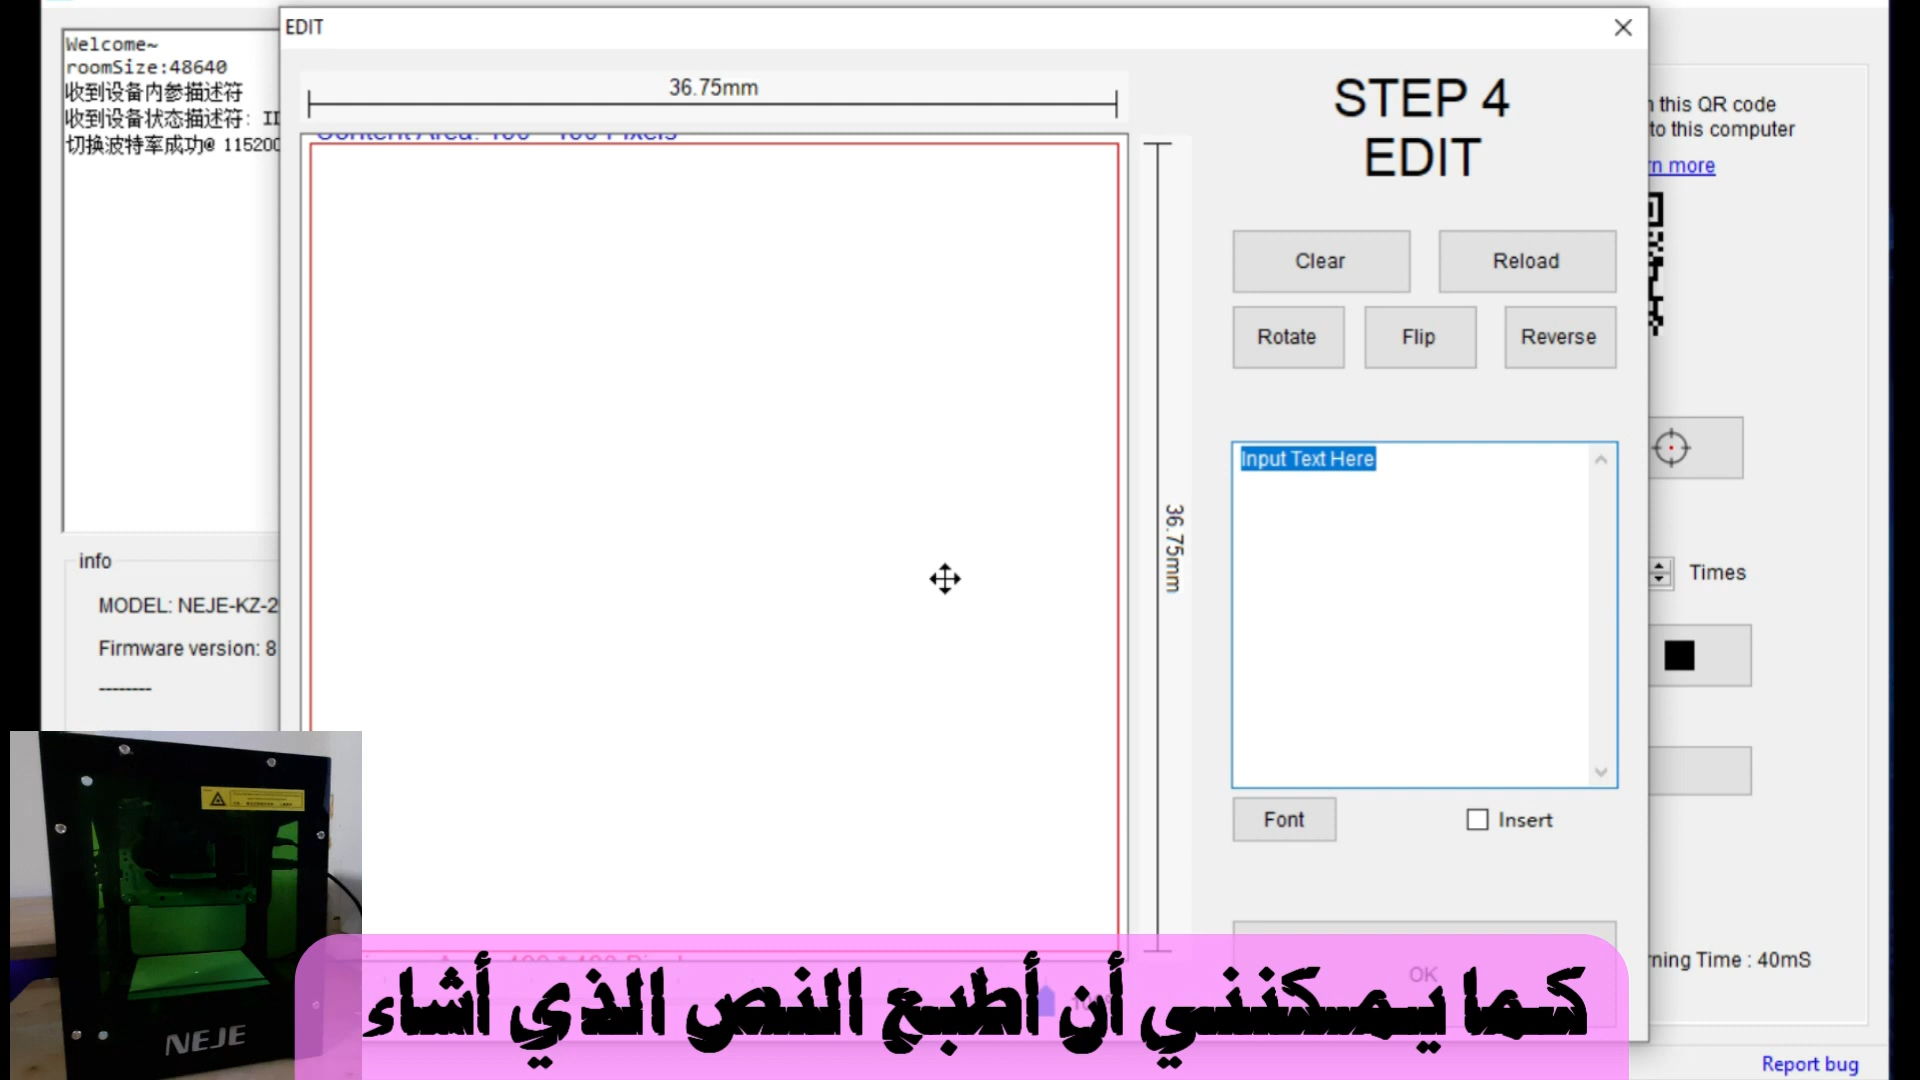 EDIT
Welcome~
roomSize:48640
收到设备内参描述符
收到设备状态描述符:
切换波特率成功@ 115200
36.75mm
36.75mm
STEP 4
EDIT
Clear
Reload
Rotate
Flip
Reverse
Input Text Here
Font
Insert
OK
this QR code
to this computer
more
Times
Time : 40mS
Report bug
info
MODEL: NEJE-KZ-2
Firmware version: 8
--------
NEJE
كما يمكنني أن أطبع النص الذي أشاء